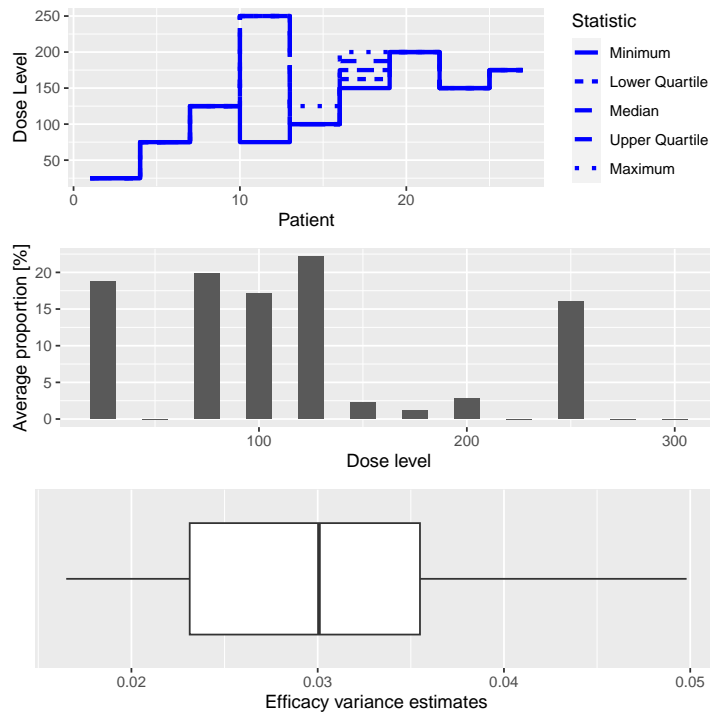 250
200
150
100
50
Dose Level
0
10
20
Patient
Statistic
Minimum
Lower Quartile
Median
Upper Quartile
Maximum
20
15
10
5
0
Average proportion [%]
100
200
300
Dose level
0.02
0.03
0.04
0.05
Efficacy variance estimates